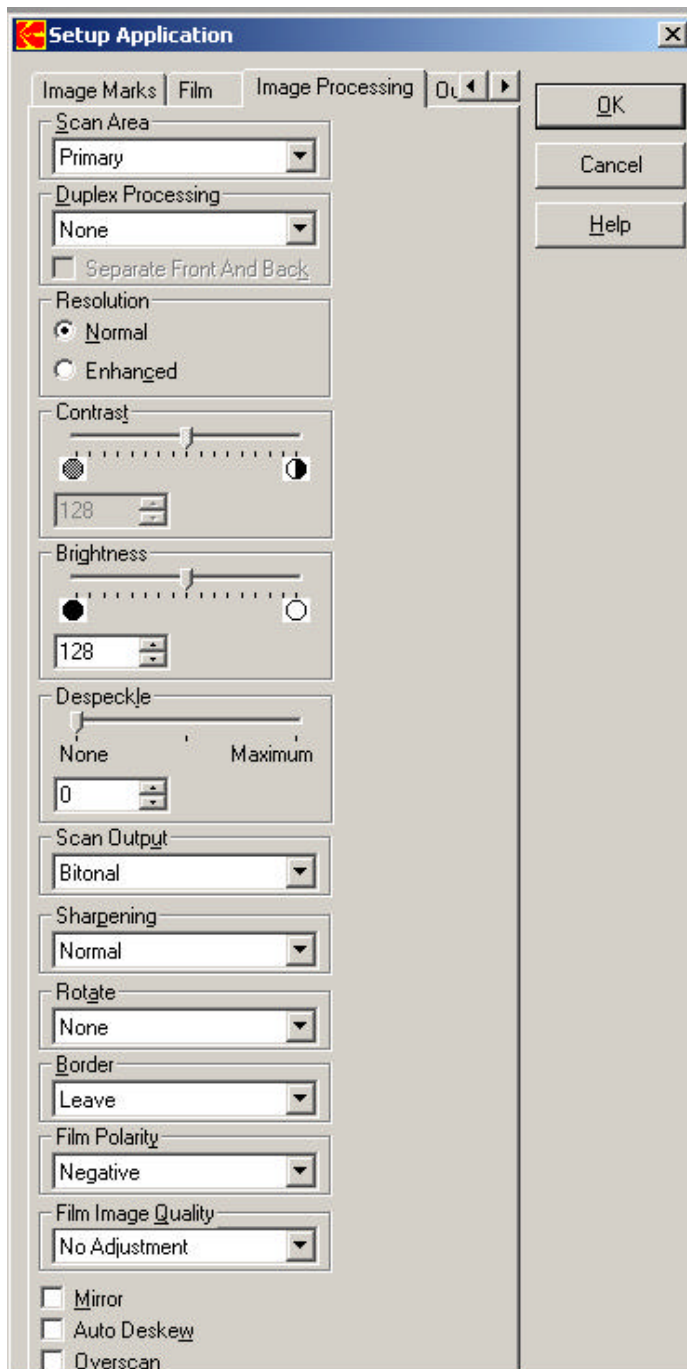 Setup Application
Image Marks Film Image Processing Ou
OK
Cancel
Help
Scan Area
Primary
Duplex Processing
None
Separate Front And Back
Resolution
Normal
Enhanced
Contrast
128
Brightness
128
Despeckle
None Maximum
0
Scan Output
Bitonal
Sharpening
Normal
Rotate
None
Border
Leave
Film Polarity
Negative
Film Image Quality
No Adjustment
Mirror
Auto Deskew
Overscan